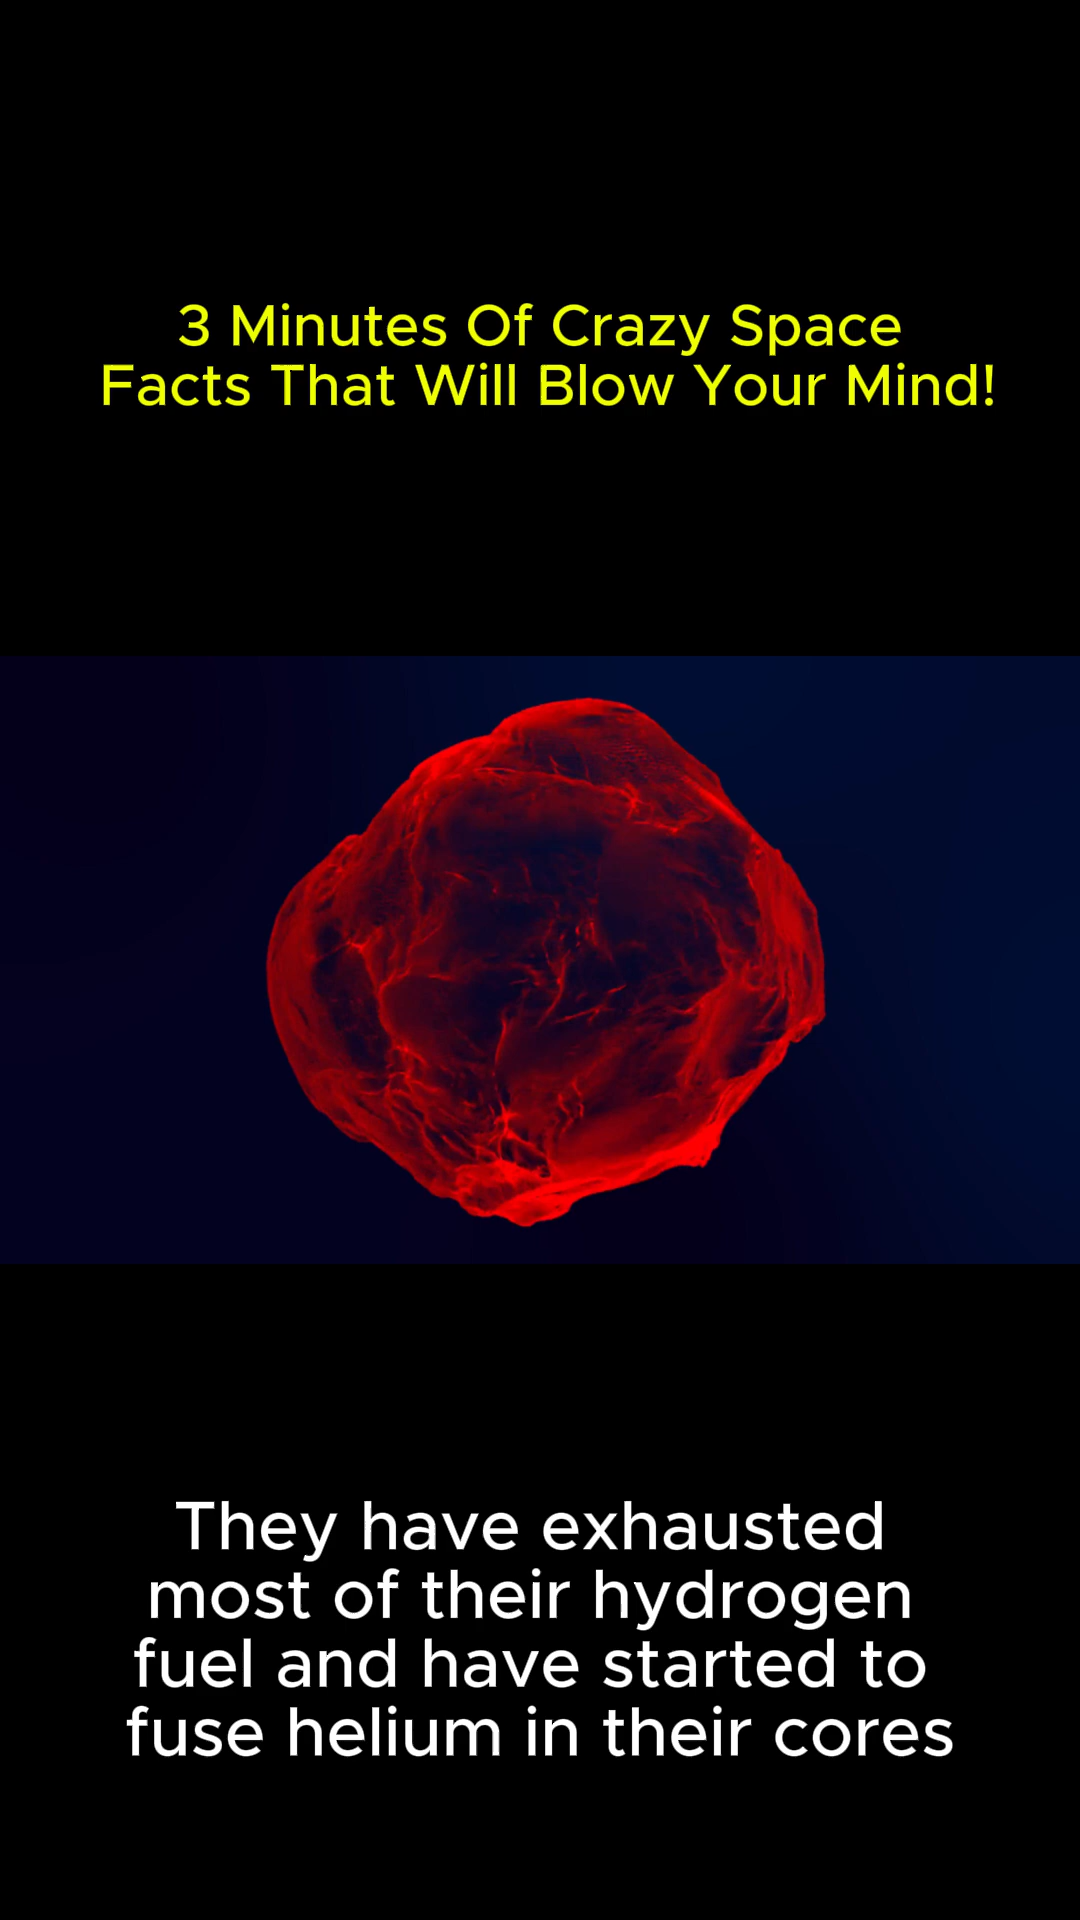 3 Minutes Of Crazy Space
Facts That Will Blow Your Mind!
They have exhausted
most of their hydrogen
fuel and have started to
fuse helium in their cores